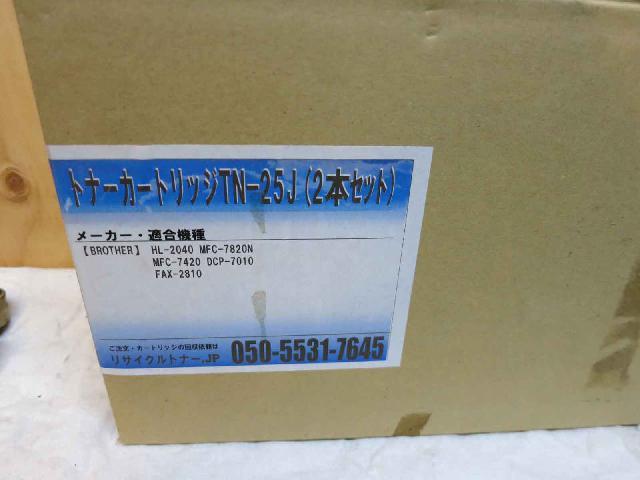 トナーカートリッジTN-25J(2本セット)
メーカー・適合機種
【BROTHER】 HL-2040 MFC-7820N
MFC-7420 DCP-7010
FAX-2810
ご注文・カートリッジの回収依頼は
リサイクルトナー.JP 050-5531-7645